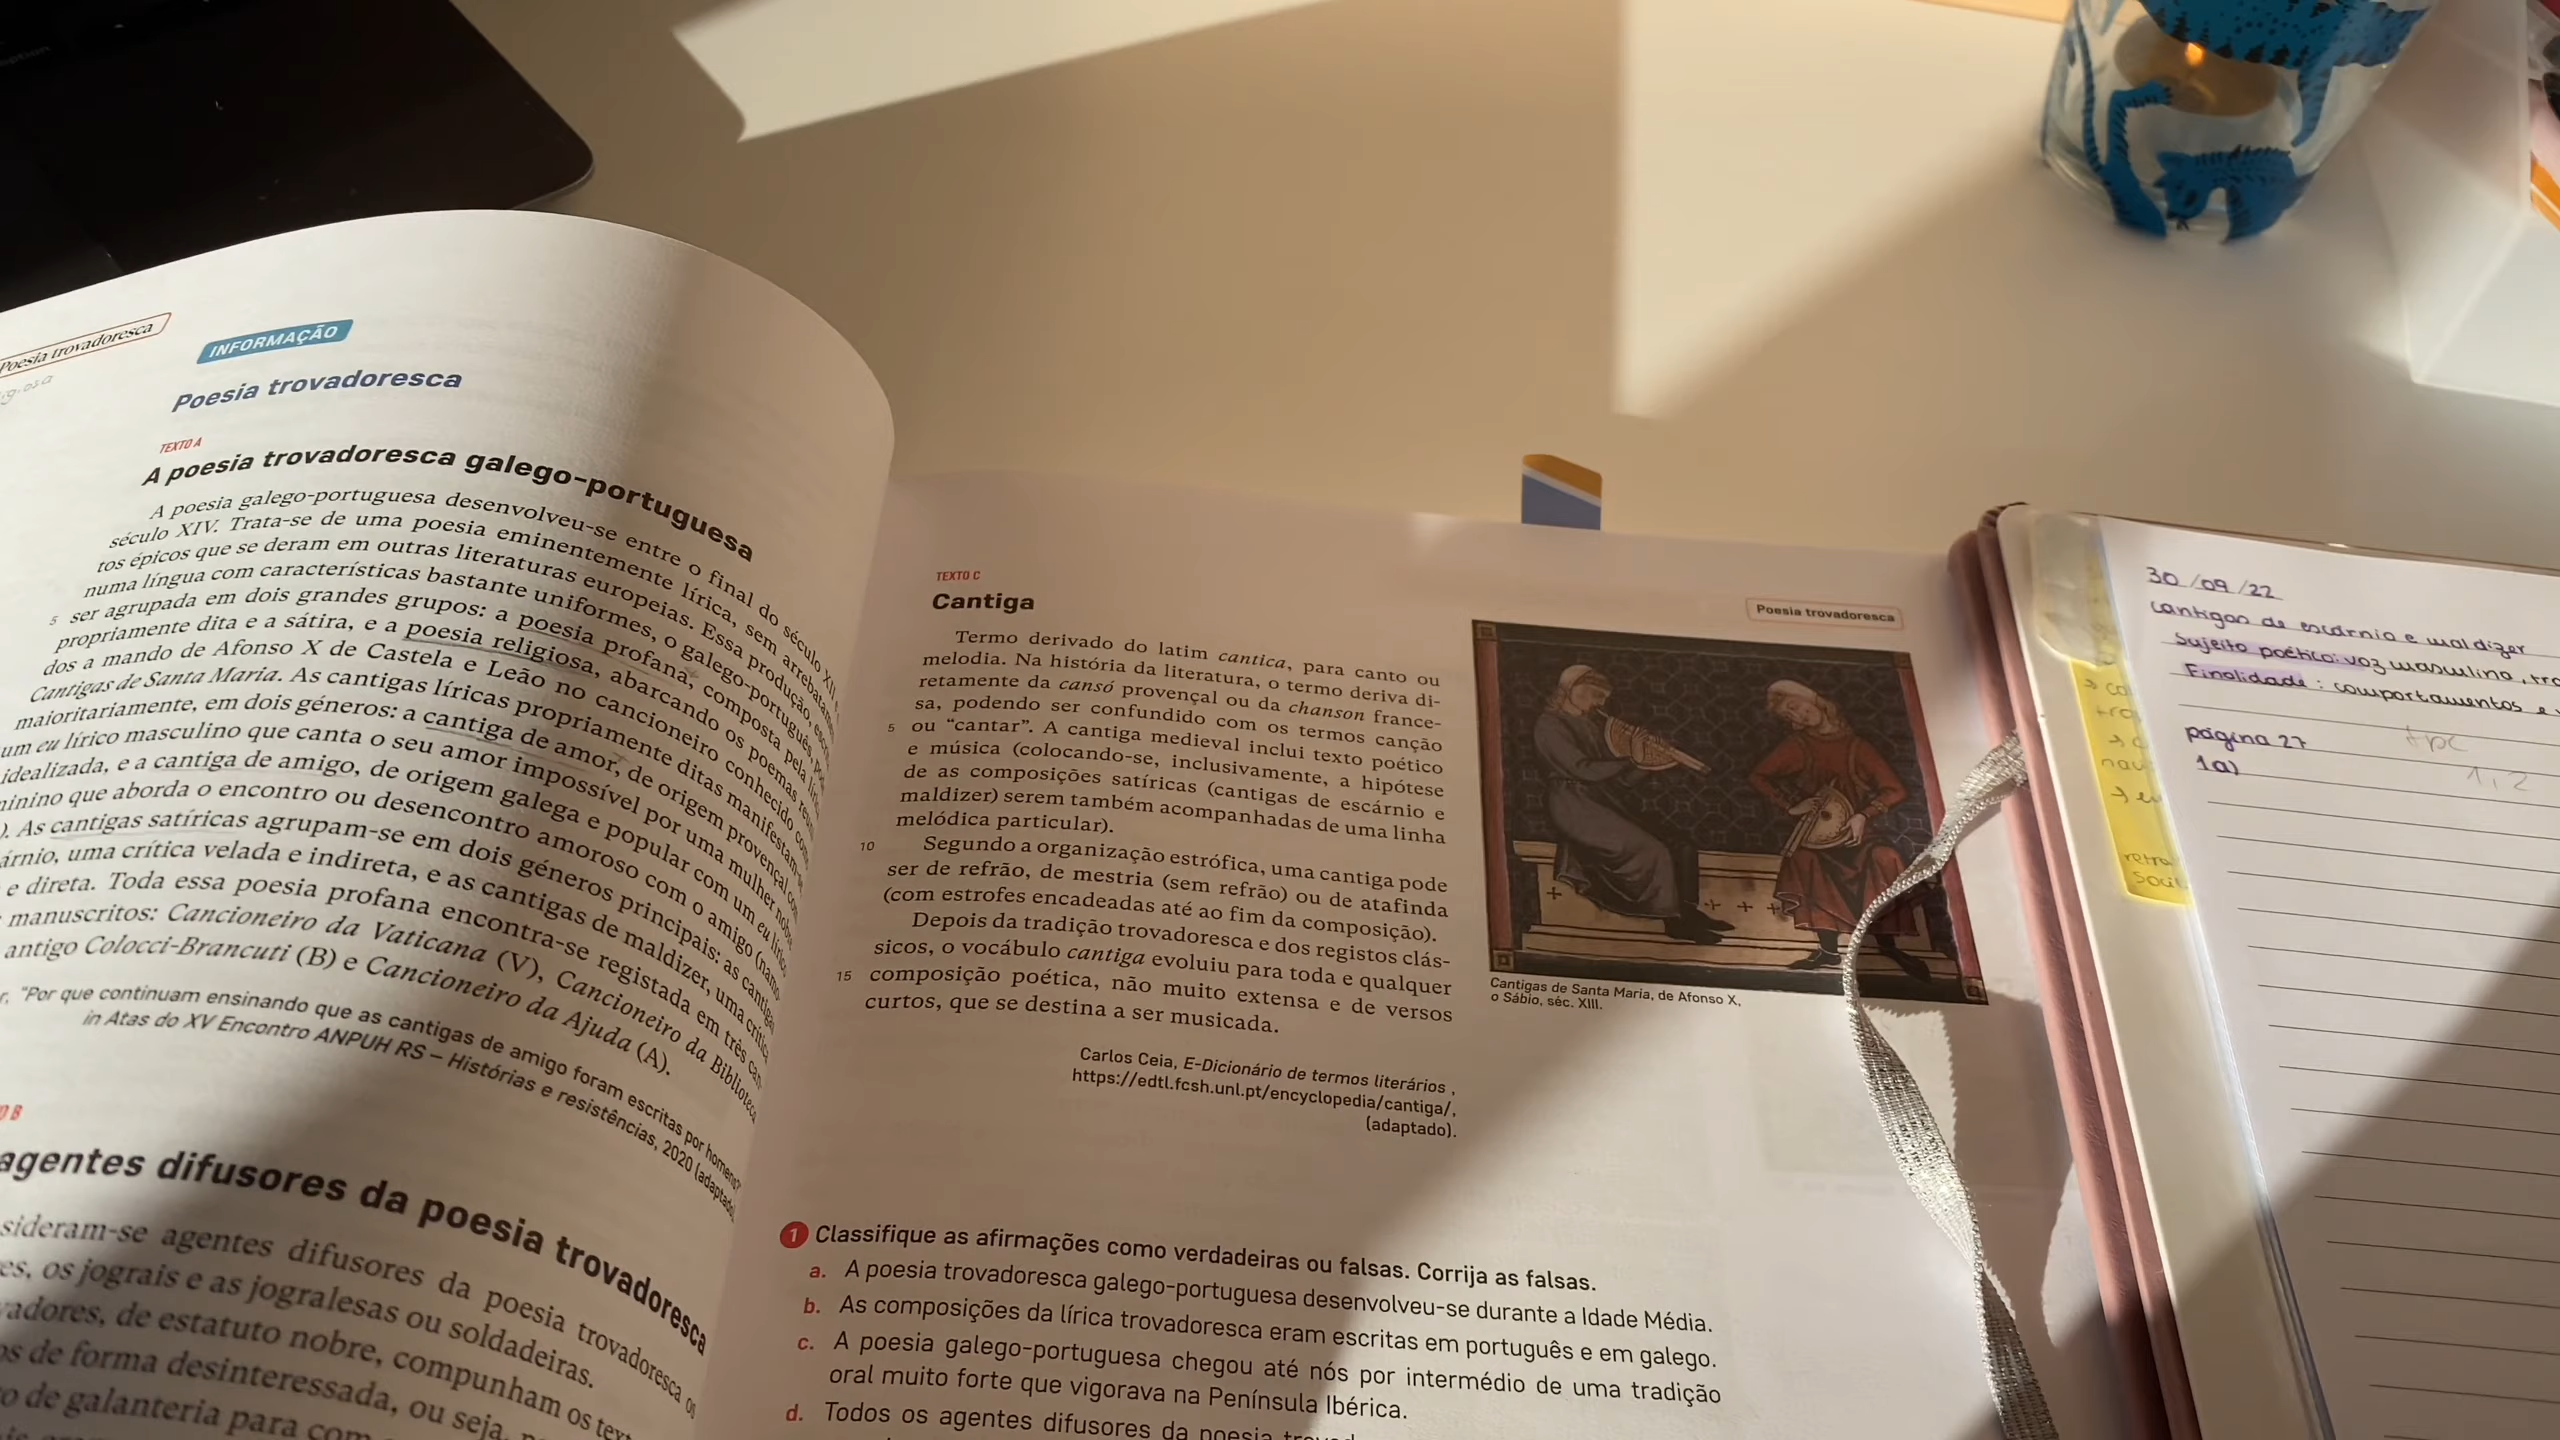 option
Poesia trovadoresca
INFORMAÇÃO
Poesia trovadoresca
TEXTO A
A poesia trovadoresca galego-portuguesa
A poesia galego-portuguesa desenvolveu-se entre o final do século XII e
século XIV. Trata-se de uma poesia eminentemente lírica, sem
tos épicos que se deram em outras literaturas europeias. Essa produção,
numa língua com características bastante uniformes, o galego-português,
5 ser agrupada em dois grandes grupos: a poesia profana, composta pela
propriamente dita e a sátira, e a poesia religiosa, abarcando os poemas
dos a mando de Afonso X de Castela e Leão no cancioneiro conhecido
Cantigas de Santa Maria. As cantigas líricas propriamente ditas manifestam-se
maioritariamente, em dois géneros: a cantiga de amor, de origem provençal com
um eu lírico masculino que canta o seu amor impossível por uma mulher
idealizada, e a cantiga de amigo, de origem galega e popular com um eu lírico
minino que aborda o encontro ou desencontro amoroso com o amigo
). As cantigas satíricas agrupam-se em dois géneros principais: as
árnio, uma crítica velada e indireta, e as cantigas de maldizer, uma crítica
e direta. Toda essa poesia profana encontra-se registada em três
manuscritos: Cancioneiro da Vaticana (V), Cancioneiro da Biblioteca
antigo Colocci-Brancuti (B) e Cancioneiro da Ajuda (A).
"Por que continuam ensinando que as cantigas de amigo foram escritas por homens?"
in Atas do XV Encontro ANPUH RS – Histórias e resistências, 2020 (adaptado)
O B
agentes difusores da poesia trovadoresca
sideram-se agentes difusores da poesia trovadoresca os
es, os jograis e as jogralesas ou soldadeiras.
vadores, de estatuto nobre, compunham os
os de forma desinteressada, ou seja,
o de galanteria para com
TEXTO C
Cantiga
Poesia trovadoresca
Termo derivado do latim cantica, para canto ou
melodia. Na história da literatura, o termo deriva di-
retamente da cansó provençal ou da chanson france-
sa, podendo ser confundido com os termos canção
5 ou “cantar”. A cantiga medieval inclui texto poético
e música (colocando-se, inclusivamente, a hipótese
de as composições satíricas (cantigas de escárnio e
maldizer) serem também acompanhadas de uma linha
melódica particular).
10 Segundo a organização estrófica, uma cantiga pode
ser de refrão, de mestria (sem refrão) ou de atafinda
(com estrofes encadeadas até ao fim da composição).
Depois da tradição trovadoresca e dos registos clás-
sicos, o vocábulo cantiga evoluiu para toda e qualquer
15 composição poética, não muito extensa e de versos
curtos, que se destina a ser musicada.
Carlos Ceia, E-Dicionário de termos literários ,
https://edtl.fcsh.unl.pt/encyclopedia/cantiga/,
(adaptado).
Cantigas de Santa Maria, de Afonso X,
o Sábio, séc. XIII.
1 Classifique as afirmações como verdadeiras ou falsas. Corrija as falsas.
a. A poesia trovadoresca galego-portuguesa desenvolveu-se durante a Idade Média.
b. As composições da lírica trovadoresca eram escritas em português e em galego.
c. A poesia galego-portuguesa chegou até nós por intermédio de uma tradição
oral muito forte que vigorava na Península Ibérica.
d. Todos os agentes difusores da poesia
30/09/22
Cantigas de escárnio e maldizer
Sujeito poético: voz masculina,
Finalidade: comportamentos e
página 27
tpc
1a)
1, 2